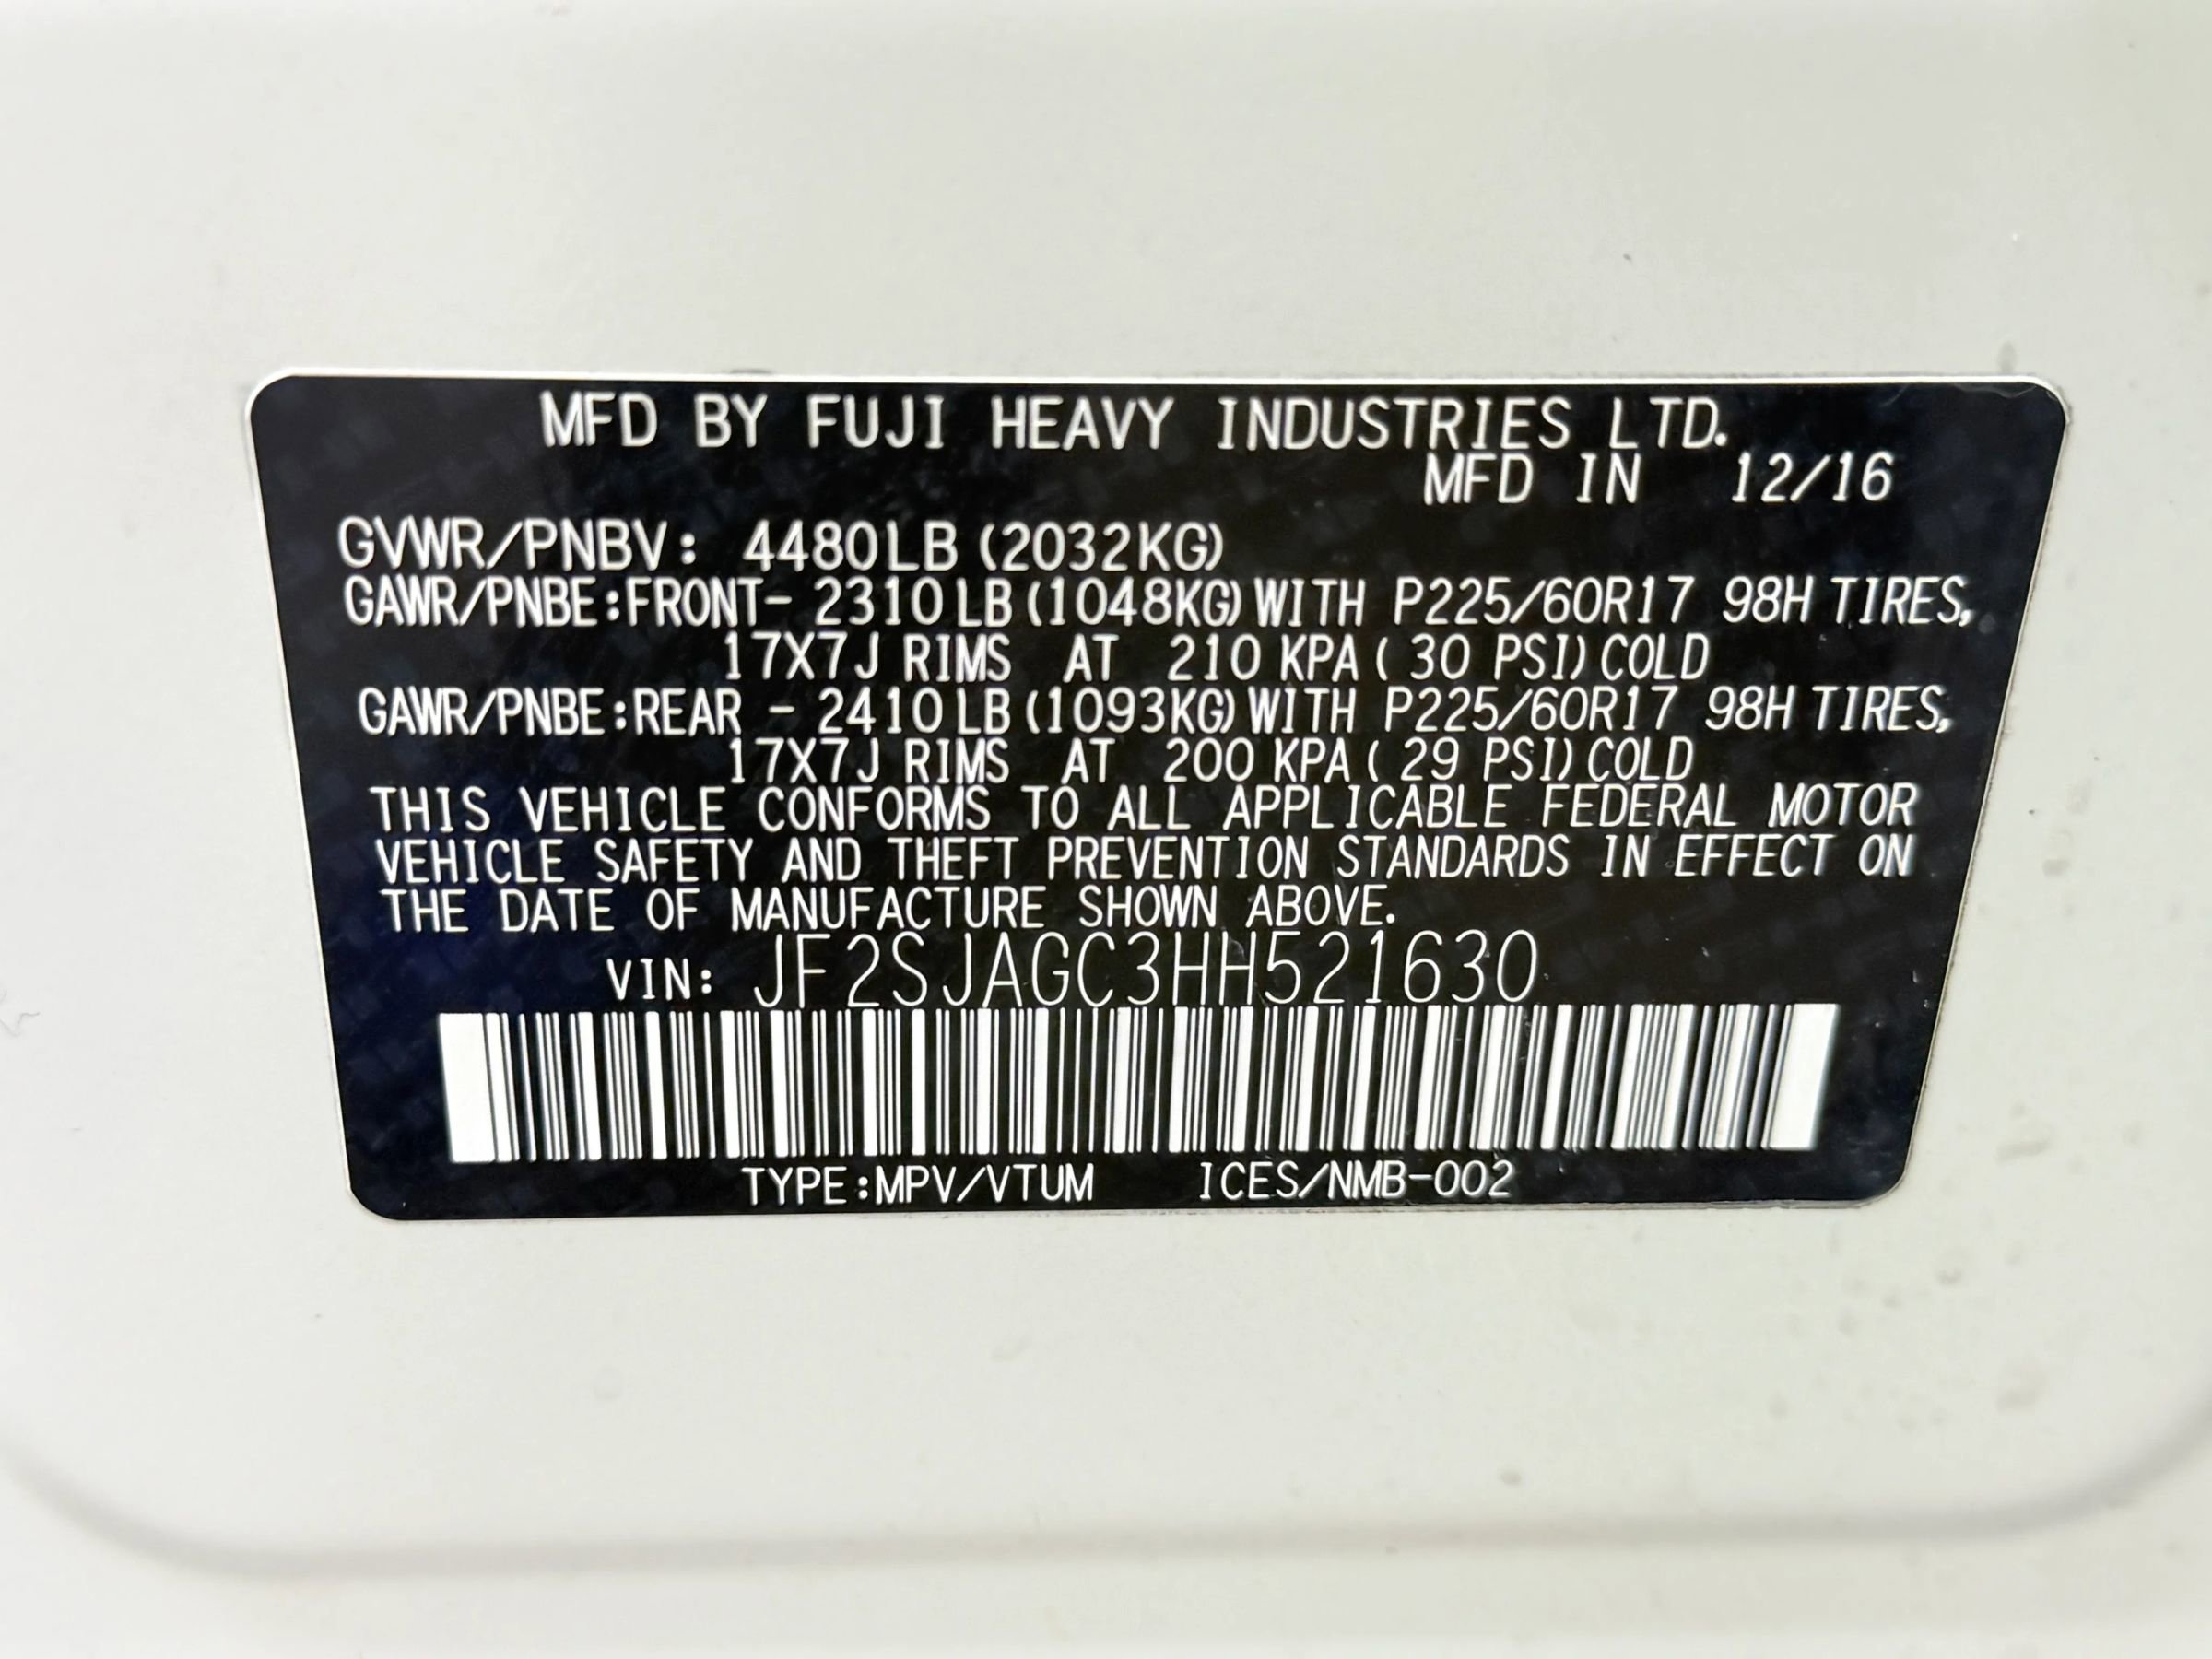 MFD BY FUJI HEAVY INDUSTRIES LTD.
MFD IN 12/16
GVWR/PNBV: 4480LB (2032KG)
GAWR/PNBE:FRONT- 2310LB(1048KG)WITH P225/60R17 98H TIRES,
17X7J RIMS AT 210 KPA( 30 PSI)COLD
GAWR/PNBE:REAR - 2410LB(1093KG)WITH P225/60R17 98H TIRES,
17X7J RIMS AT 200 KPA( 29 PSI)COLD
THIS VEHICLE CONFORMS TO ALL APPLICABLE FEDERAL MOTOR
VEHICLE SAFETY AND THEFT PREVENTION STANDARDS IN EFFECT ON
THE DATE OF MANUFACTURE SHOWN ABOVE.
VIN: JF2SJAGC3HH521630
TYPE:MPV/VTUM ICES/NMB-002